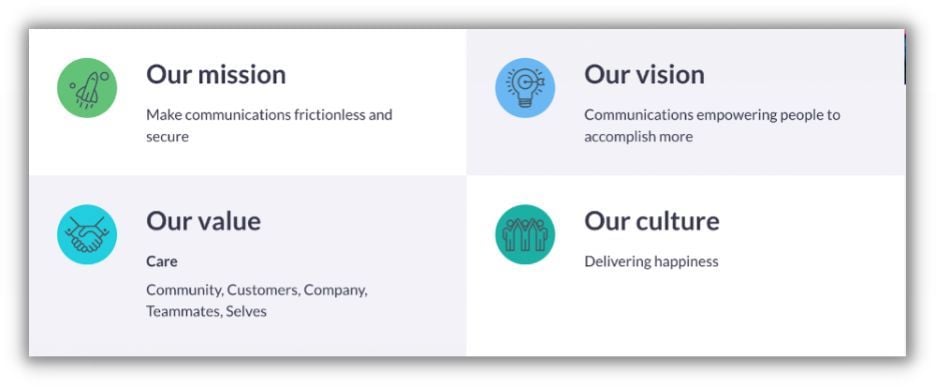 Our mission
Make communications frictionless and
secure
Our vision
Communications empowering people to
accomplish more
Our value
Care
Community, Customers, Company,
Teammates, Selves
Our culture
Delivering happiness